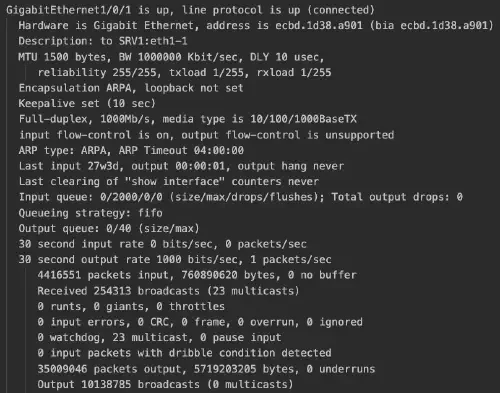 GigabitEthernet1/0/1 is up, line protocol is up (connected)
Hardware is Gigabit Ethernet, address is ecbd.1d38.a901 (bia ecbd.1d38.a901)
Description: to SRV1:eth1-1
MTU 1500 bytes, BW 1000000 Kbit/sec, DLY 10 usec,
reliability 255/255, txload 1/255, rxload 1/255
Encapsulation ARPA, loopback not set
Keepalive set (10 sec)
Full-duplex, 1000Mb/s, media type is 10/100/1000BaseTX
input flow-control is on, output flow-control is unsupported
ARP type: ARPA, ARP Timeout 04:00:00
Last input 27w3d, output 00:00:01, output hang never
Last clearing of "show interface" counters never
Input queue: 0/2000/0/0 (size/max/drops/flushes); Total output drops: 0
Queueing strategy: fifo
Output queue: 0/40 (size/max)
30 second input rate 0 bits/sec, 0 packets/sec
30 second output rate 1000 bits/sec, 1 packets/sec
4416551 packets input, 760890620 bytes, 0 no buffer
Received 254313 broadcasts (23 multicasts)
0 runts, 0 giants, 0 throttles
0 input errors, 0 CRC, 0 frame, 0 overrun, 0 ignored
0 watchdog, 23 multicast, 0 pause input
0 input packets with dribble condition detected
35009046 packets output, 5719203205 bytes, 0 underruns
Output 10138785 broadcasts (0 multicasts)